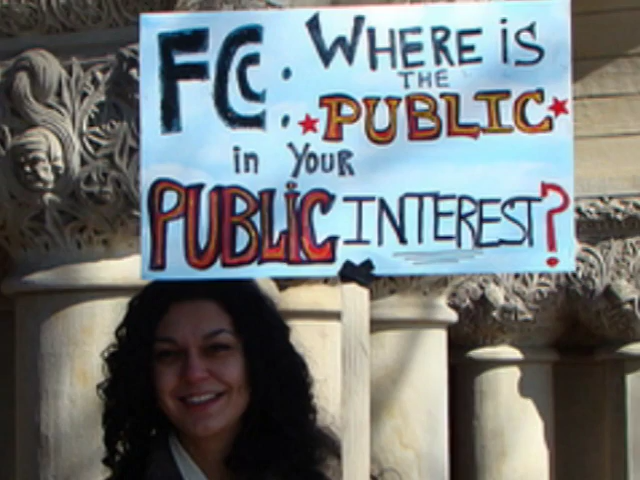 FCC: WHERE iS
THE
PUBLIC
in YOUR
PUBLiC INTEREST?